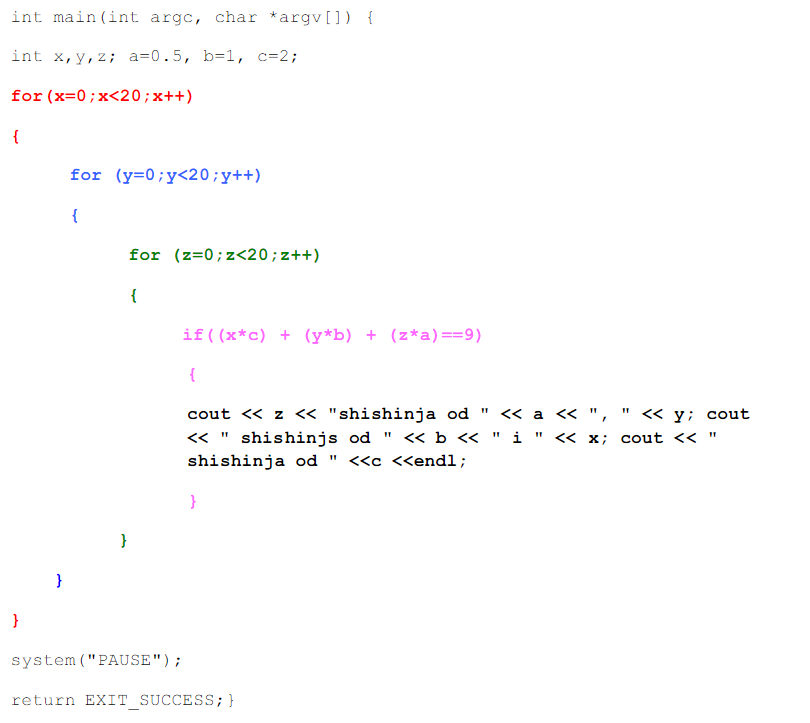 int main(int argc, char *argv[]) {
int x,y,z; a=0.5, b=1, c=2;
for(x=0;x<20;x++)
{
for (y=0;y<20;y++)
{
for (z=0;z<20;z++)
{
if((x*c) + (y*b) + (z*a)==9)
{
cout << z << "shishinja od " << a << ", " << y; cout
<< " shishinjs od " << b << " i " << x; cout << "
shishinja od " <<c <<endl;
}
}
}
}
system("PAUSE");
return EXIT_SUCCESS;}